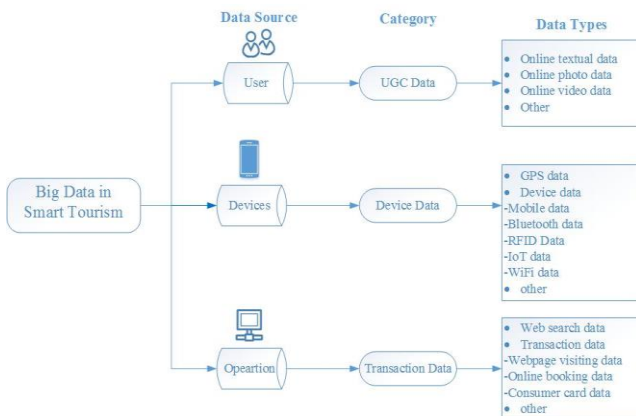 Data Source
Category
Data Types
User
UGC Data
• Online textual data
• Online photo data
• Online video data
• Other
Big Data in
Smart Tourism
Devices
Device Data
• GPS data
• Device data
-Mobile data
-Bluetooth data
-RFID Data
-IoT data
-WiFi data
• other
Opeartion
Transaction Data
• Web search data
• Transaction data
-Webpage visiting data
-Online booking data
-Consumer card data
• other